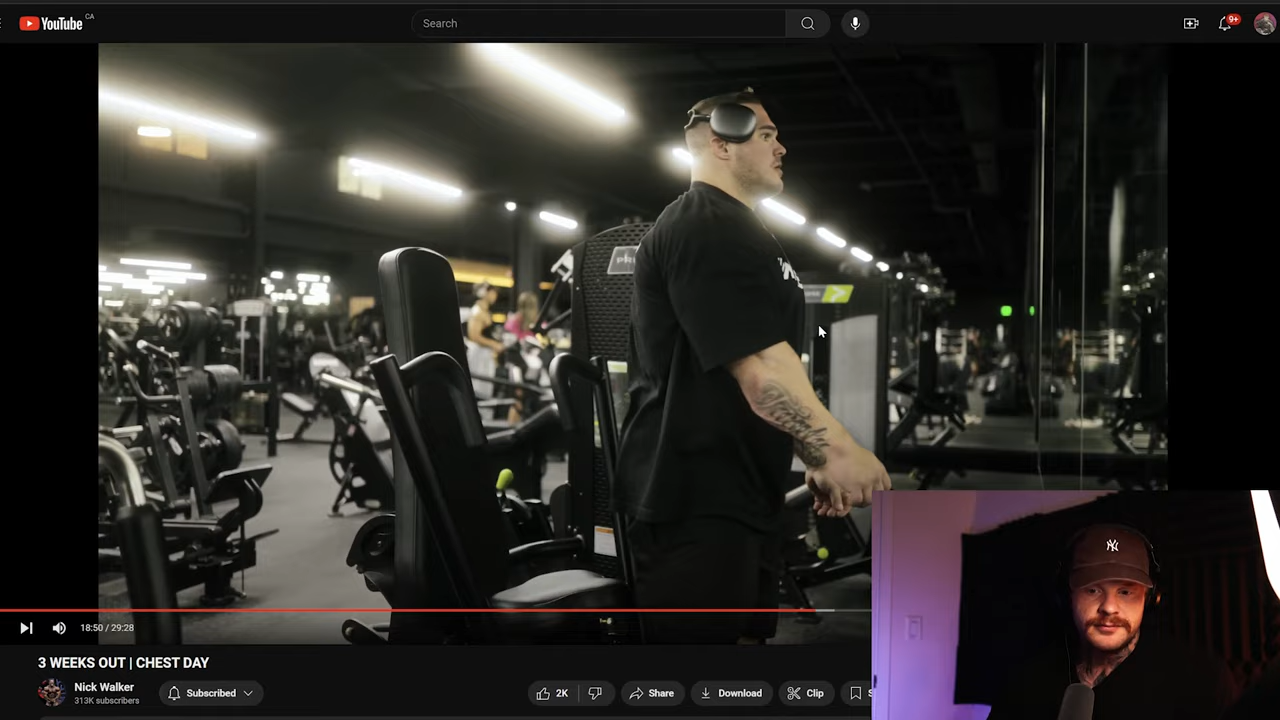 YouTube CA
Search
9+
18:50 / 29:28
3 WEEKS OUT | CHEST DAY
Nick Walker
313K subscribers
Subscribed
2K
Share
Download
Clip